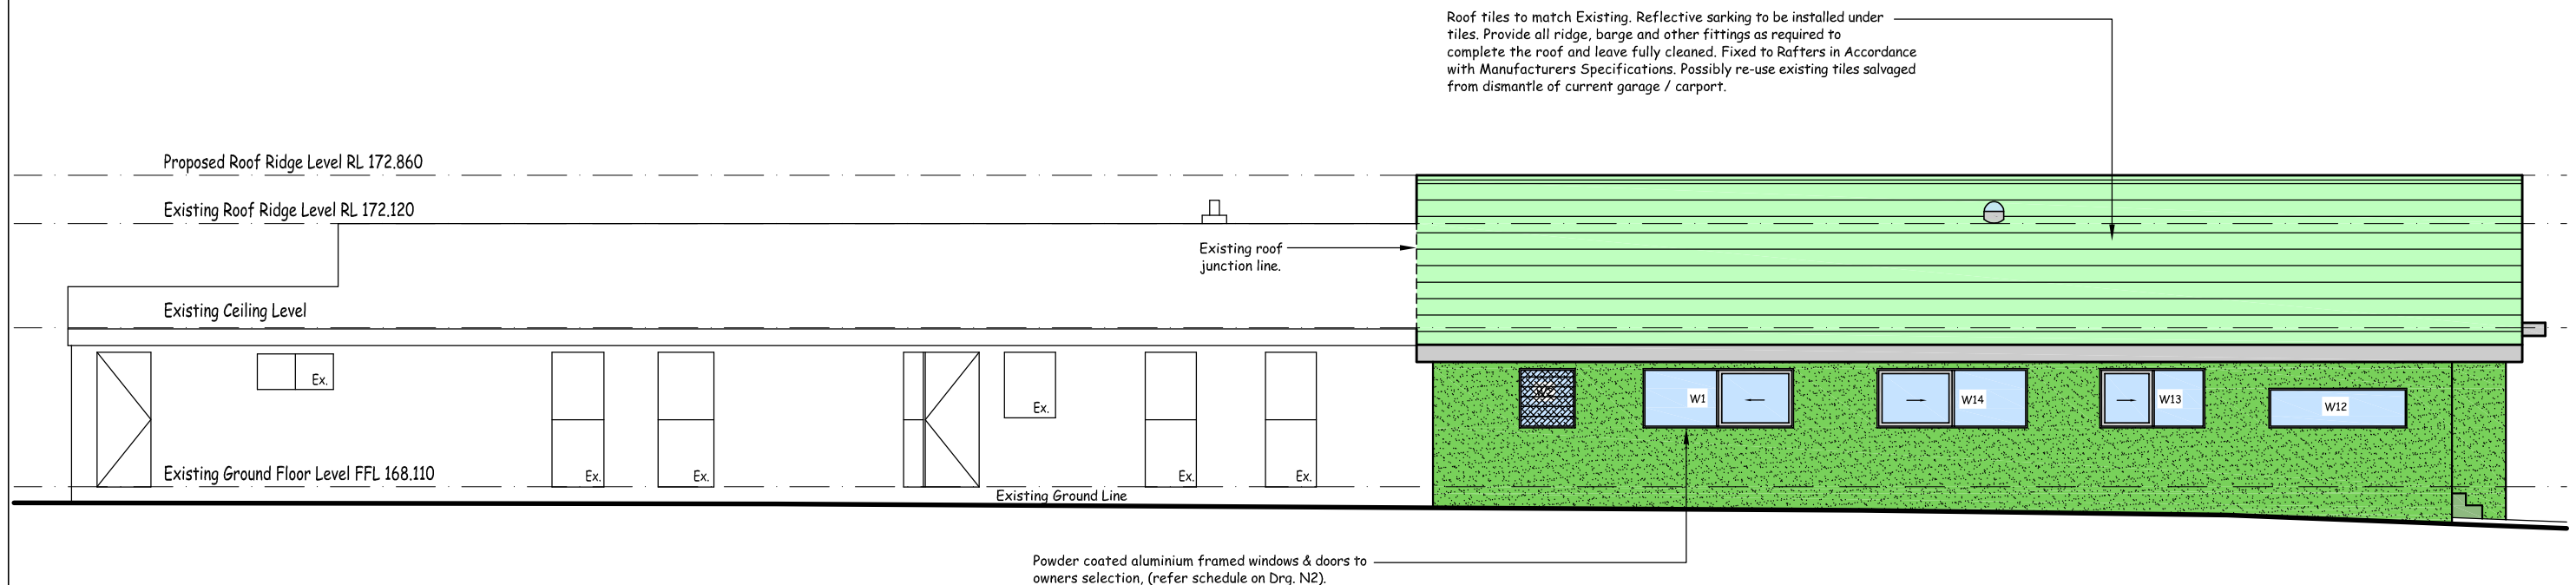 Roof tiles to match Existing. Reflective sarking to be installed under
tiles. Provide all ridge, barge and other fittings as required to
complete the roof and leave fully cleaned. Fixed to Rafters in Accordance
with Manufacturers Specifications. Possibly re-use existing tiles salvaged
from dismantle of current garage / carport.
Proposed Roof Ridge Level RL 172.860
Existing Roof Ridge Level RL 172.120
Existing roof
junction line.
Existing Ceiling Level
Ex.
Ex.
W1
W14
W13
W12
Existing Ground Floor Level FFL 168.110
Ex.
Ex.
Ex.
Ex.
Existing Ground Line
Powder coated aluminium framed windows & doors to
owners selection, (refer schedule on Drg. N2).